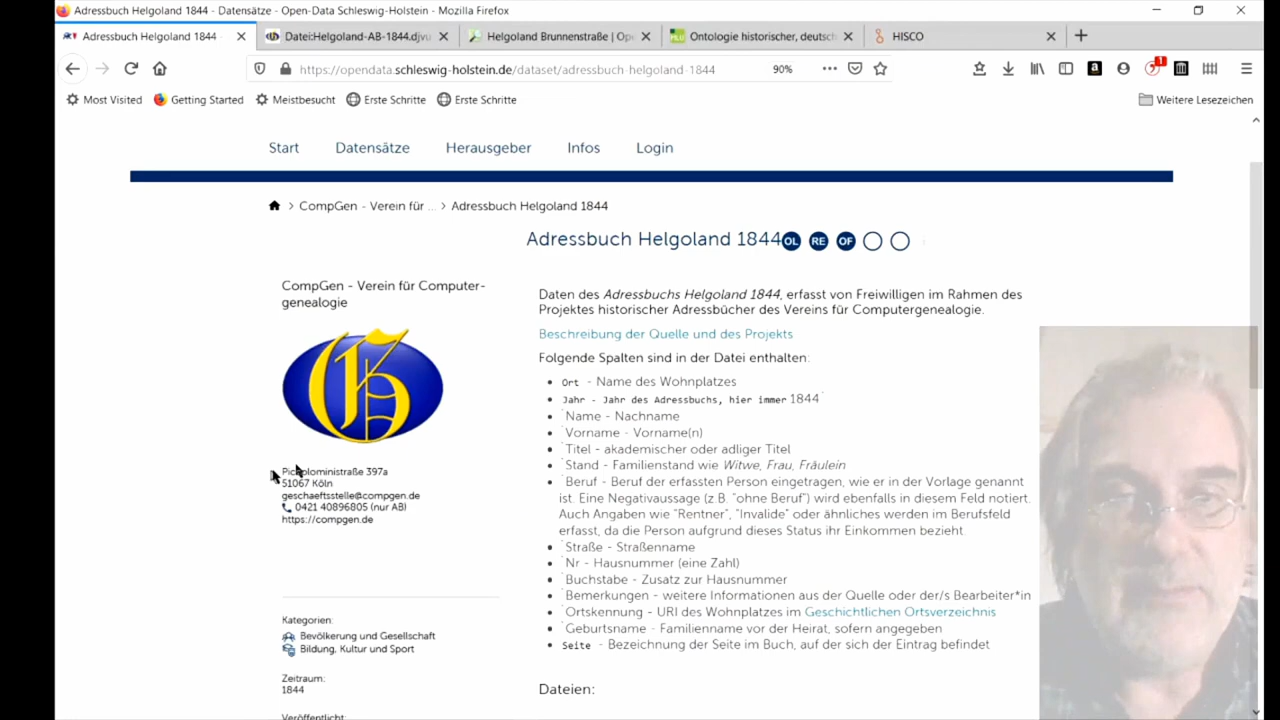 Adressbuch Helgoland 1844 - Datensätze - Open-Data Schleswig-Holstein - Mozilla Firefox
Adressbuch Helgoland 1844 -
Datei:Helgoland-AB-1844.djvu
Helgoland Brunnenstraße | Ope
Ontologie historischer, deutsch
HISCO
https://opendata.schleswig-holstein.de/dataset/adressbuch-helgoland-1844
90%
1
Most Visited
Getting Started
Meistbesucht
Erste Schritte
Erste Schritte
Weitere Lesezeichen
Start
Datensätze
Herausgeber
Infos
Login
CompGen - Verein für ...
Adressbuch Helgoland 1844
Adressbuch Helgoland 1844 OL RE OF
CompGen - Verein für Computer-
genealogie
51067 Köln
geschaeftsstelle@compgen.de
0421 40896805 (nur AB)
https://compgen.de
Kategorien:
Bevölkerung und Gesellschaft
Bildung, Kultur und Sport
Zeitraum:
1844
Veröffentlicht:
Daten des Adressbuchs Helgoland 1844, erfasst von Freiwilligen im Rahmen des
Projektes historischer Adressbücher des Vereins für Computergenealogie.
Beschreibung der Quelle und des Projekts
Folgende Spalten sind in der Datei enthalten:
Ort - Name des Wohnplatzes
Jahr - Jahr des Adressbuchs, hier immer 1844`
`Name - Nachname
`Vorname - Vorname(n)
`Titel - akademischer oder adliger Titel
`Stand - Familienstand wie Witwe, Frau, Fräulein
`Beruf - Beruf der erfassten Person eingetragen, wie er in der Vorlage genannt
ist. Eine Negativaussage (z.B. "ohne Beruf") wird ebenfalls in diesem Feld notiert.
Auch Angaben wie "Rentner", "Invalide" oder ähnliches werden im Berufsfeld
erfasst, da die Person aufgrund dieses Status ihr Einkommen bezieht
`Straße - Straßenname
`Nr - Hausnummer (eine Zahl)
`Buchstabe - Zusatz zur Hausnummer
`Bemerkungen - weitere Informationen aus der Quelle oder der/s Bearbeiter*in
`Ortskennung - URI des Wohnplatzes im Geschichtlichen Ortsverzeichnis
`Geburtsname - Familienname vor der Heirat, sofern angegeben
Seite - Bezeichnung der Seite im Buch, auf der sich der Eintrag befindet
Dateien: